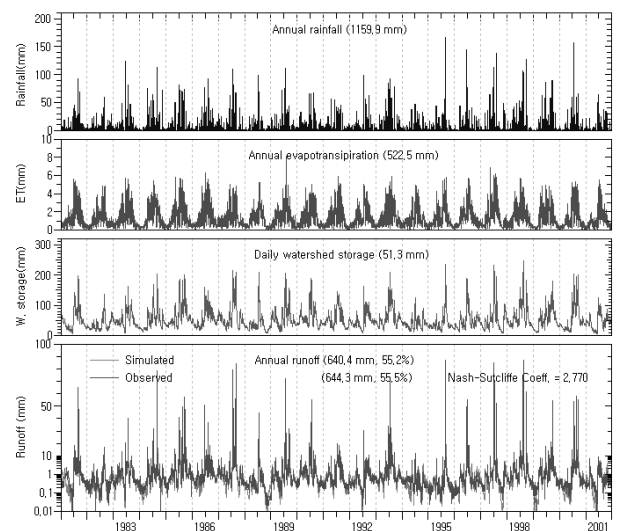 200
150
100
50
0
Rainfall(mm)
Annual rainfall (1159,9 mm)
10
8
6
4
2
0
ET(mm)
Annual evapotransipiration (522,5 mm)
300
200
100
0
W, storage(mm)
Daily watershed storage (51,3 mm)
100
50
10
1
0,1
0,01
Runoff (mm)
Simulated Annual runoff (640,4 mm, 55,2%)
Observed (644,3 mm, 55,5%) Nash-Sutcliffe Coeff, = 2,770
1983 1986 1989 1992 1995 1998 2001